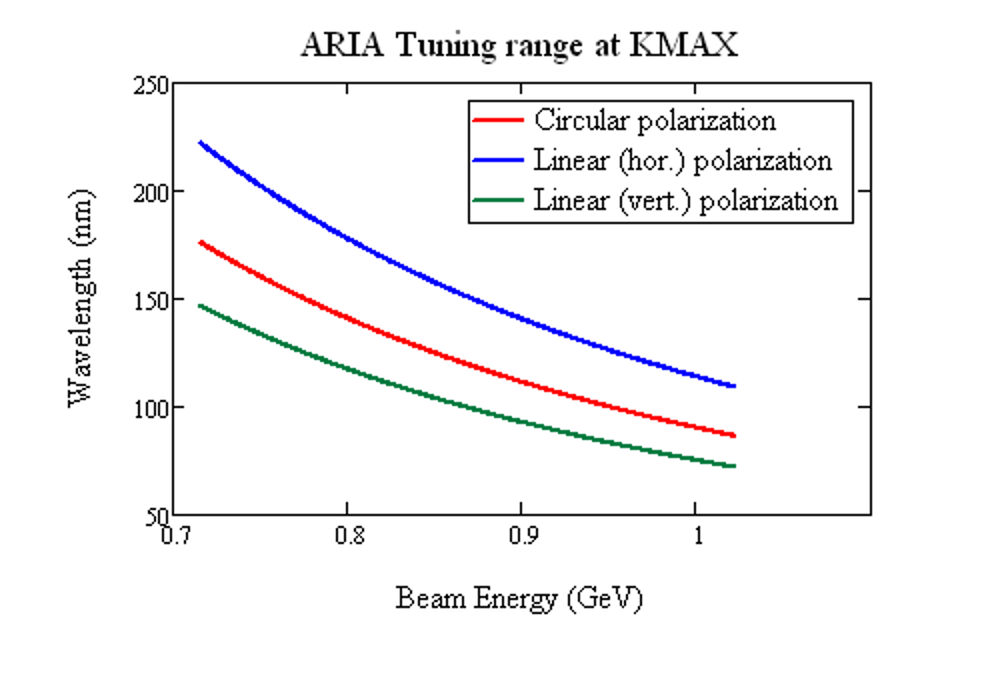 ARIA Tuning range at KMAX
Circular polarization
Linear (hor.) polarization
Linear (vert.) polarization
Wavelength (nm)
250
200
150
100
50
0.7
0.8
0.9
1
Beam Energy (GeV)